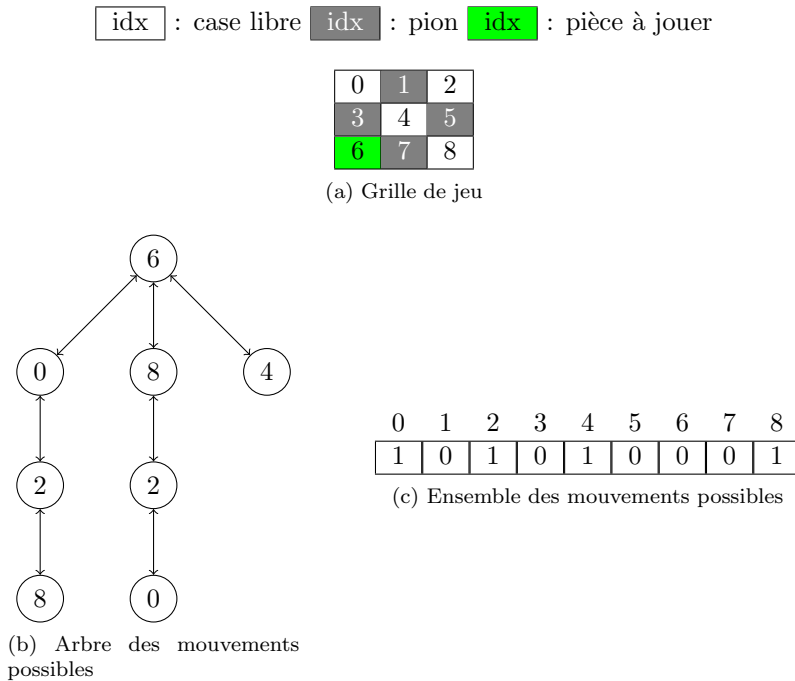 idx : case libre idx : pion idx : pièce à jouer
0 1 2
3 4 5
6 7 8
(a) Grille de jeu
6
0 8 4
2 2
8 0
(b) Arbre des mouvements
possibles
0 1 2 3 4 5 6 7 8
1 0 1 0 1 0 0 0 1
(c) Ensemble des mouvements possibles